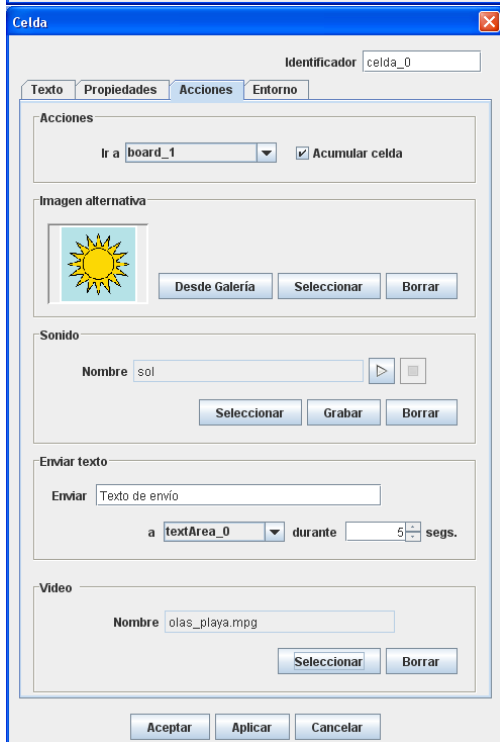 Celda
Identificador celda_0
Texto Propiedades Acciones Entorno
Acciones
Ir a board_1 Acumular celda
Imagen alternativa
Desde Galería Seleccionar Borrar
Sonido
Nombre sol
Seleccionar Grabar Borrar
Enviar texto
Enviar Texto de envío
a textArea_0 durante 5 segs.
Video
Nombre olas_playa.mpg
Seleccionar Borrar
Aceptar Aplicar Cancelar